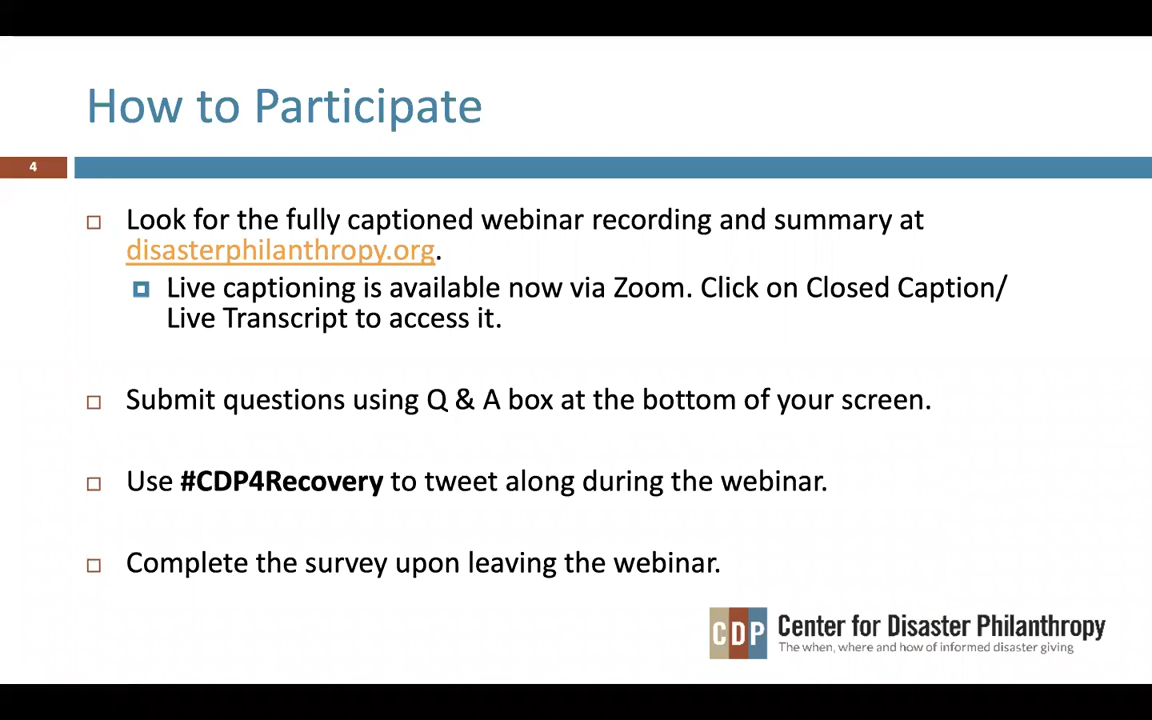 How to Participate
4
Look for the fully captioned webinar recording and summary at
disasterphilanthropy.org.
Live captioning is available now via Zoom. Click on Closed Caption/
Live Transcript to access it.
Submit questions using Q & A box at the bottom of your screen.
Use #CDP4Recovery to tweet along during the webinar.
Complete the survey upon leaving the webinar.
CDP Center for Disaster Philanthropy
The when, where and how of informed disaster giving